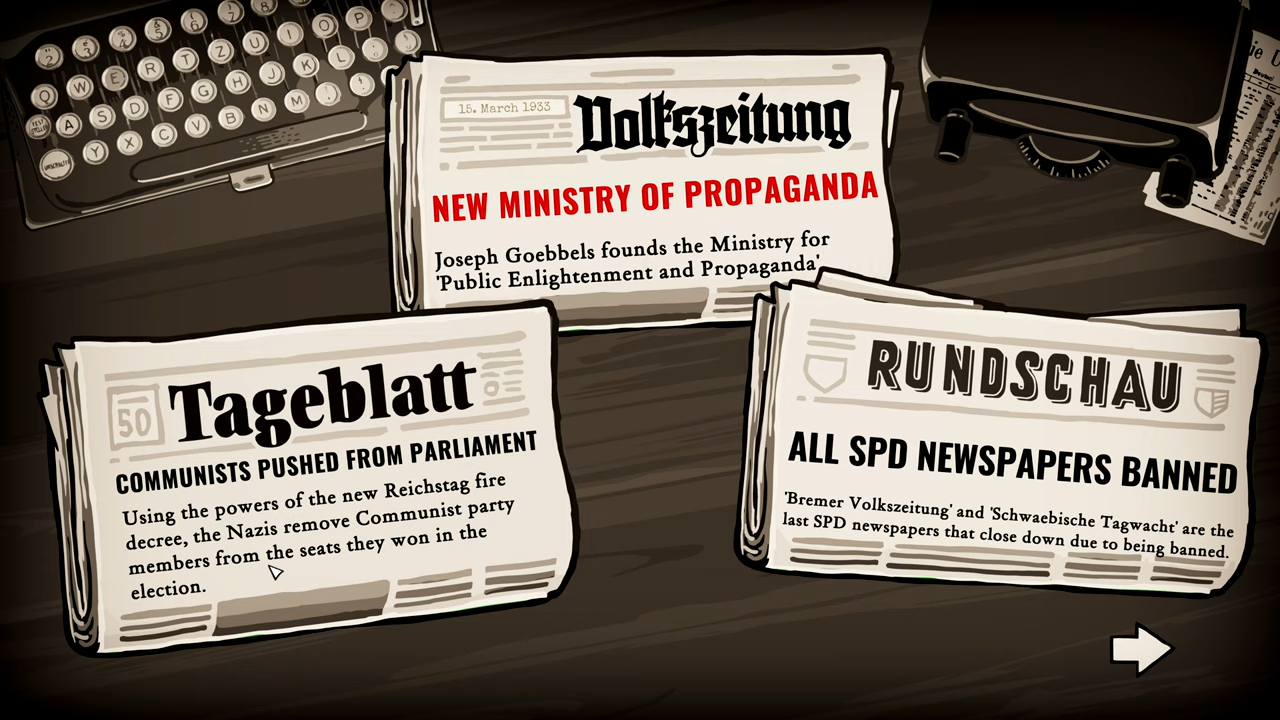 15. March 1933
Volkszeitung
NEW MINISTRY OF PROPAGANDA
Joseph Goebbels founds the Ministry for
'Public Enlightenment and Propaganda'
50
Tageblatt
COMMUNISTS PUSHED FROM PARLIAMENT
Using the powers of the new Reichstag fire
decree, the Nazis remove Communist party
members from the seats they won in the
election.
RUNDSCHAU
ALL SPD NEWSPAPERS BANNED
'Bremer Volkszeitung' and 'Schwaebische Tagwacht' are the
last SPD newspapers that close down due to being banned.
Q W E R T Z U I O P
A S D F G H J K L
Y X C V B N M